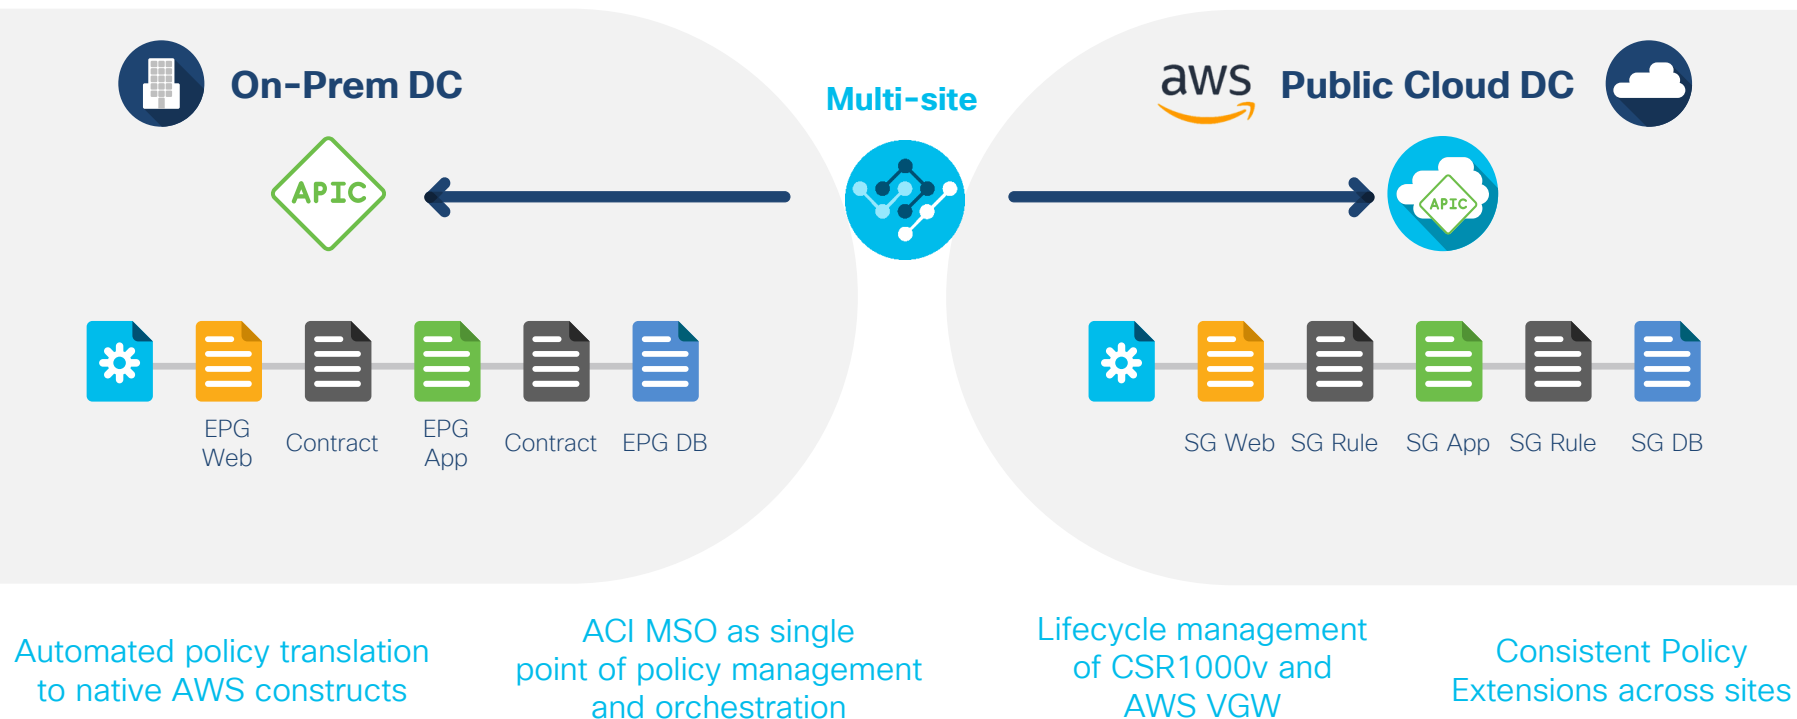 On-Prem DC
Multi-site
aws
Public Cloud DC
APIC
APIC
EPG
Web
Contract
EPG
App
Contract
EPG DB
SG Web
SG Rule
SG App
SG Rule
SG DB
Automated policy translation
to native AWS constructs
ACI MSO as single
point of policy management
and orchestration
Lifecycle management
of CSR1000v and
AWS VGW
Consistent Policy
Extensions across sites